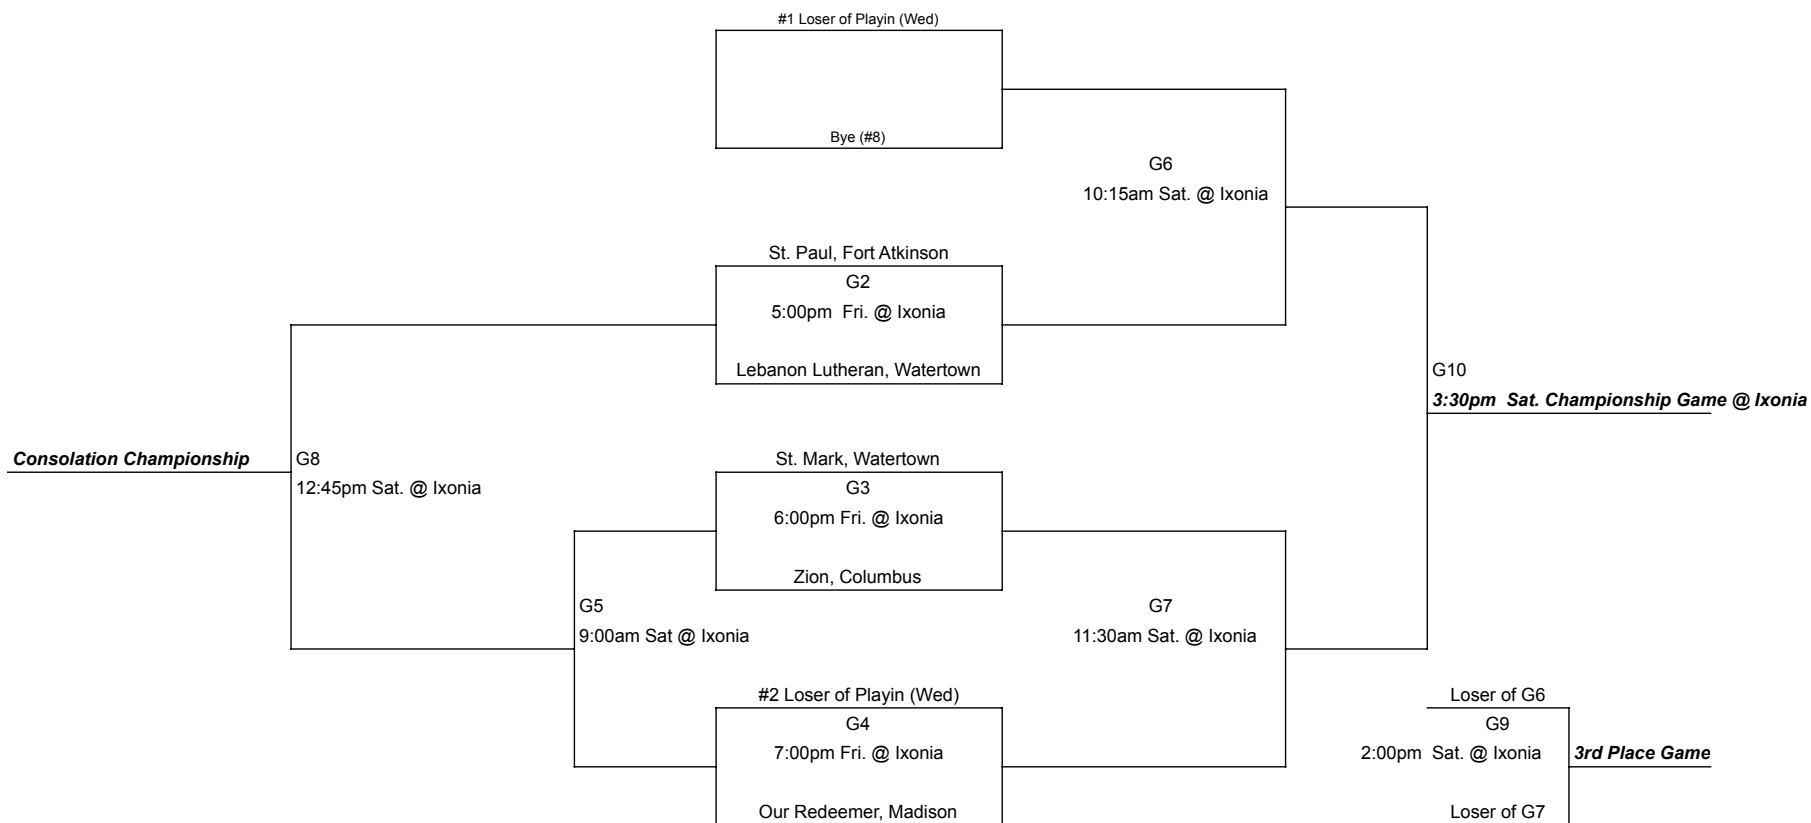 #1 Loser of Playin (Wed)
Bye (#8)
G6
10:15am Sat. @ Ixonia
St. Paul, Fort Atkinson
G2
5:00pm  Fri. @ Ixonia
Lebanon Lutheran, Watertown
G10
3:30pm  Sat. Championship Game @ Ixonia
Consolation Championship
G8
12:45pm Sat. @ Ixonia
St. Mark, Watertown
G3
6:00pm Fri. @ Ixonia
Zion, Columbus
G5
9:00am Sat @ Ixonia
G7
11:30am Sat. @ Ixonia
#2 Loser of Playin (Wed)
G4
7:00pm Fri. @ Ixonia
Our Redeemer, Madison
Loser of G6
G9
2:00pm  Sat. @ Ixonia
3rd Place Game
Loser of G7